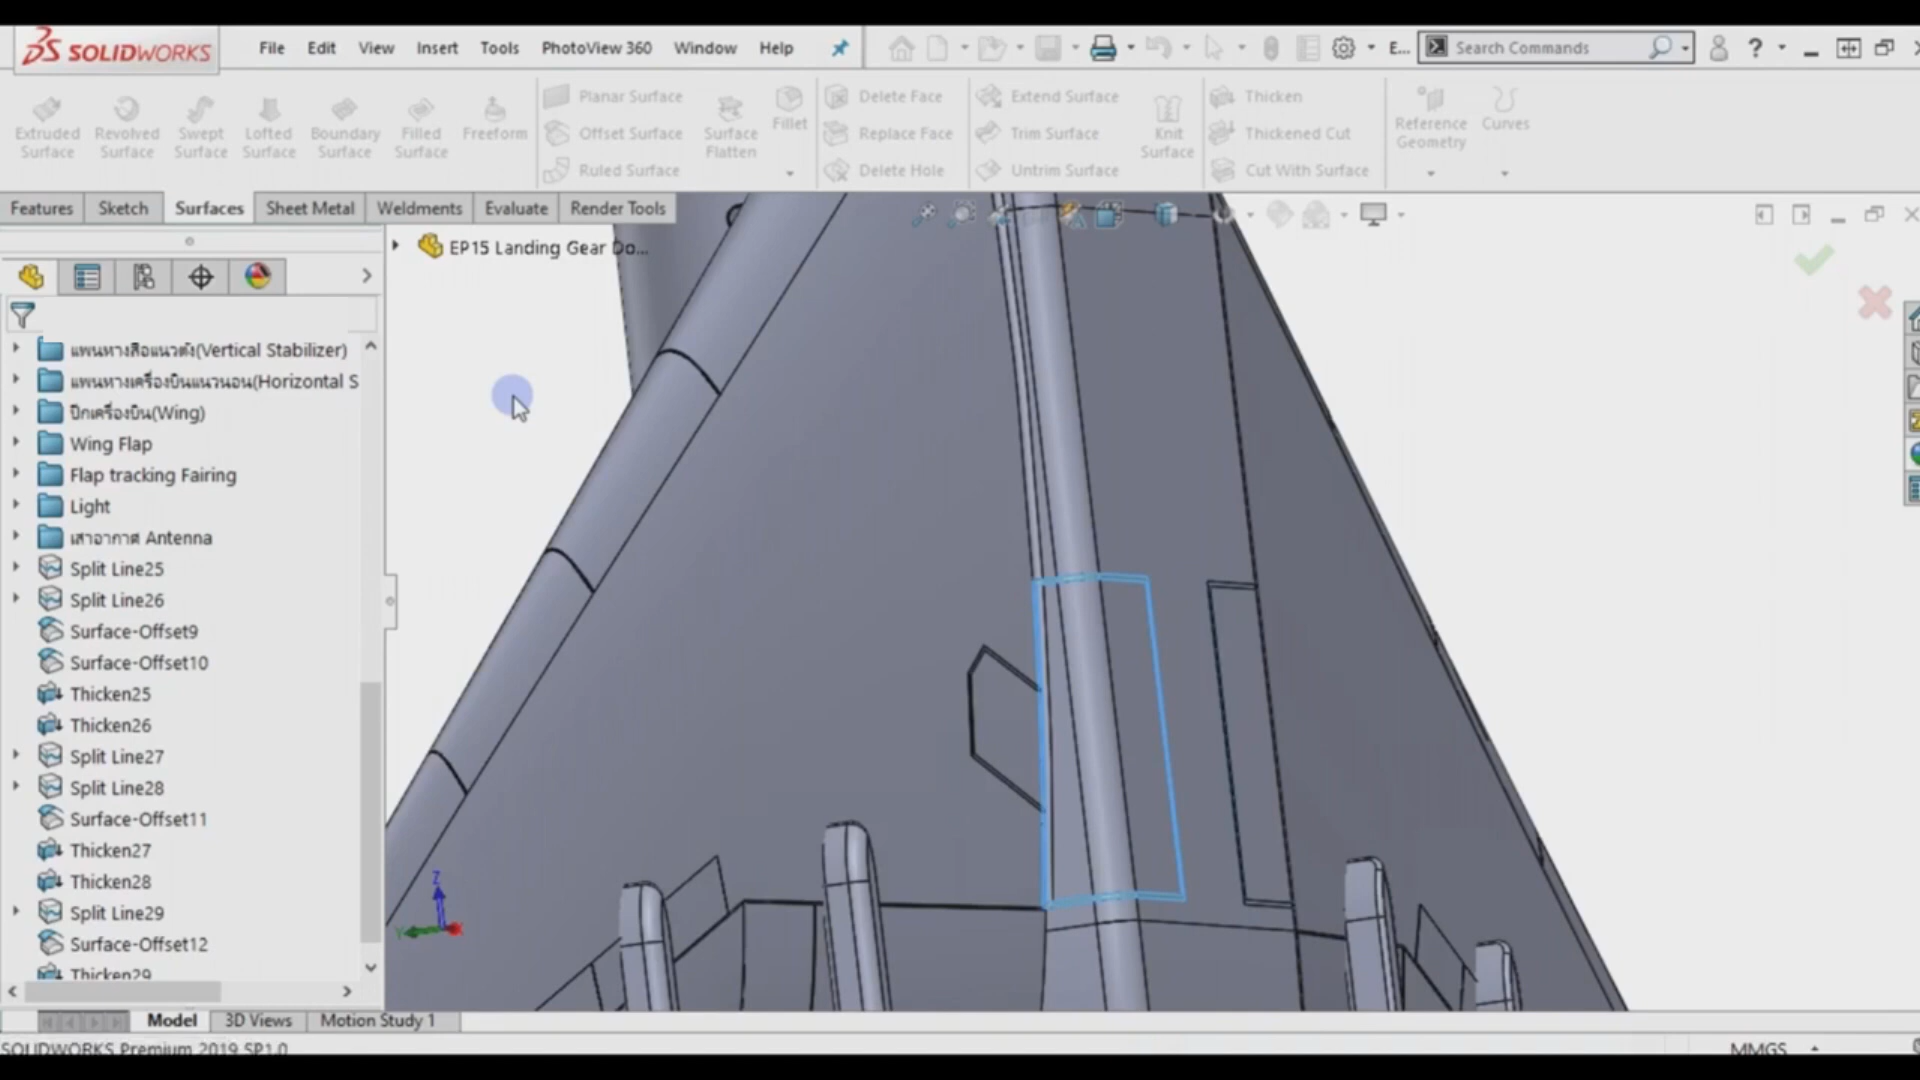 SOLIDWORKS File Edit View Insert Tools PhotoView 360 Window Help E... Search Commands ?
Extruded Surface
Revolved Surface
Swept Surface
Lofted Surface
Boundary Surface
Filled Surface
Freeform
Planar Surface
Offset Surface
Ruled Surface
Surface Flatten
Fillet
Delete Face
Replace Face
Delete Hole
Extend Surface
Trim Surface
Untrim Surface
Knit Surface
Thicken
Thickened Cut
Cut With Surface
Reference Geometry
Curves
Features Sketch Surfaces Sheet Metal Weldments Evaluate Render Tools
EP15 Landing Gear Do...
แพนหางเสือแนวดิ่ง(Vertical Stabilizer)
แพนหางเครื่องบินแนวนอน(Horizontal S
ปีกเครื่องบิน(Wing)
Wing Flap
Flap tracking Fairing
Light
เสาอากาศ Antenna
Split Line25
Split Line26
Surface-Offset9
Surface-Offset10
Thicken25
Thicken26
Split Line27
Split Line28
Surface-Offset11
Thicken27
Thicken28
Split Line29
Surface-Offset12
Thicken29
Z
Y
X
Model 3D Views Motion Study 1
SOLIDWORKS Premium 2019 SP1.0 MMGS